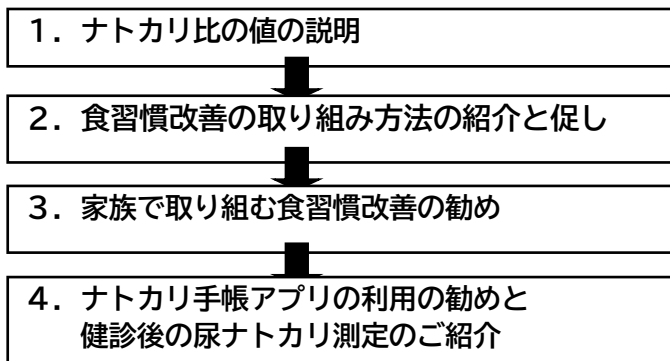 1. ナトカリ比の値の説明
2. 食習慣改善の取り組み方法の紹介と促し
3. 家族で取り組む食習慣改善の勧め
4. ナトカリ手帳アプリの利用の勧めと
健診後の尿ナトカリ測定のご紹介